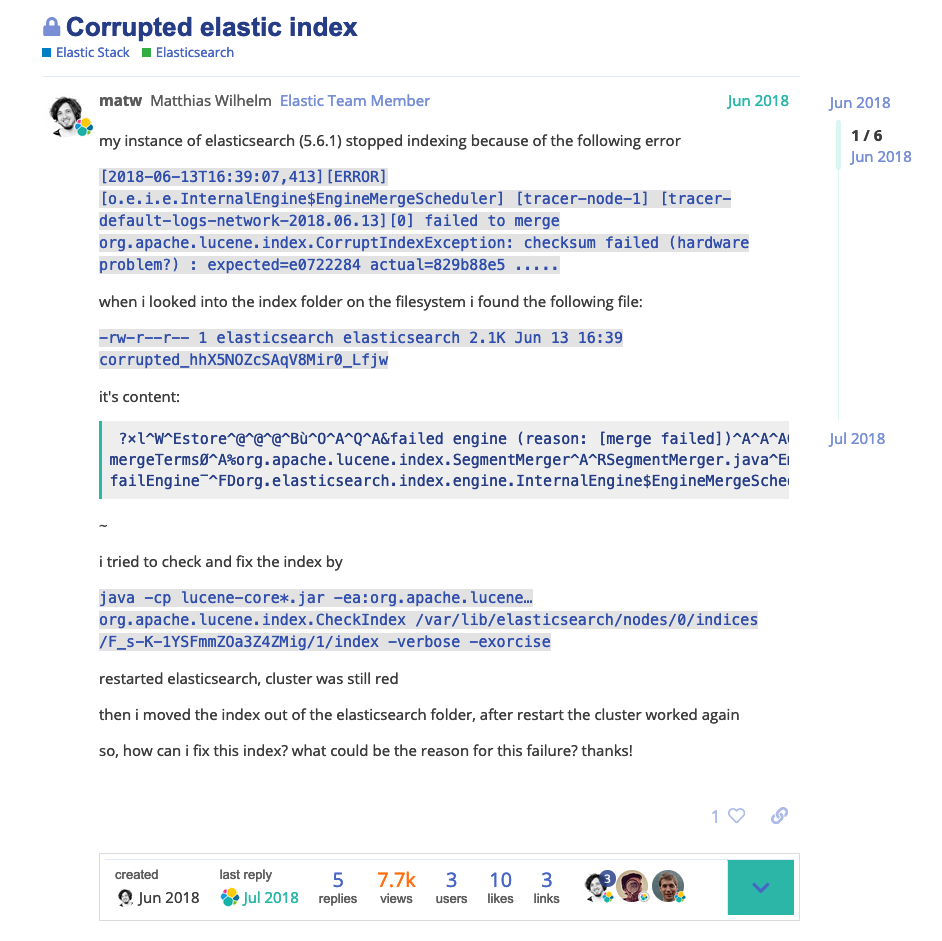 Corrupted elastic index
Elastic Stack Elasticsearch
matw Matthias Wilhelm Elastic Team Member Jun 2018
Jun 2018
1 / 6
Jun 2018
my instance of elasticsearch (5.6.1) stopped indexing because of the following error
[2018-06-13T16:39:07,413][ERROR]
[o.e.i.e.InternalEngine$EngineMergeScheduler] [tracer-node-1] [tracer-
default-logs-network-2018.06.13][0] failed to merge
org.apache.lucene.index.CorruptIndexException: checksum failed (hardware
problem?) : expected=e0722284 actual=829b88e5 .....
when i looked into the index folder on the filesystem i found the following file:
-rw-r--r-- 1 elasticsearch elasticsearch 2.1K Jun 13 16:39
corrupted_hhX5NOZcSAqV8Mir0_Lfjw
it's content:
?×l^W^Estore^@^@^@^Bù^O^A^Q^A&failed engine (reason: [merge failed])^A^A^A
mergeTermsØ^A%org.apache.lucene.index.SegmentMerger^A^RSegmentMerger.java^E
failEngine¯^FDorg.elasticsearch.index.engine.InternalEngine$EngineMergeSche
Jul 2018
~
i tried to check and fix the index by
java -cp lucene-core*.jar -ea:org.apache.lucene…
org.apache.lucene.index.CheckIndex /var/lib/elasticsearch/nodes/0/indices
/F_s-K-1YSFmmZOa3Z4ZMig/1/index -verbose -exorcise
restarted elasticsearch, cluster was still red
then i moved the index out of the elasticsearch folder, after restart the cluster worked again
so, how can i fix this index? what could be the reason for this failure? thanks!
1
created last reply 5 7.7k 3 10 3 3
Jun 2018 Jul 2018 replies views users likes links